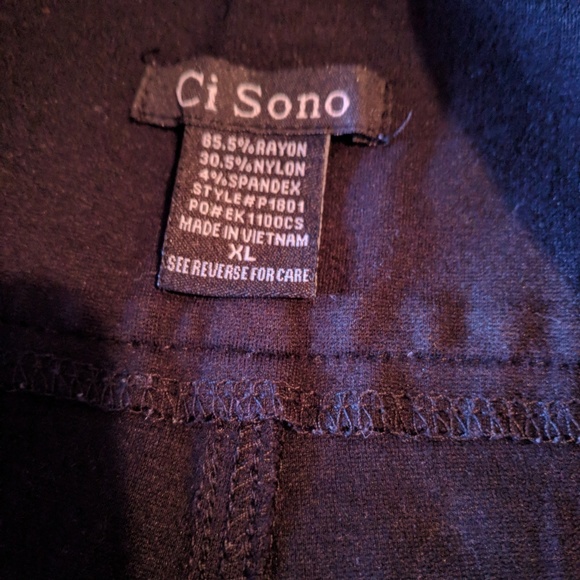 Ci Sono
65.5%RAYON
30.5%NYLON
4%SPANDEX
STYLE#P1801
PO#EK1100CS
MADE IN VIETNAM
XL
SEE REVERSE FOR CARE